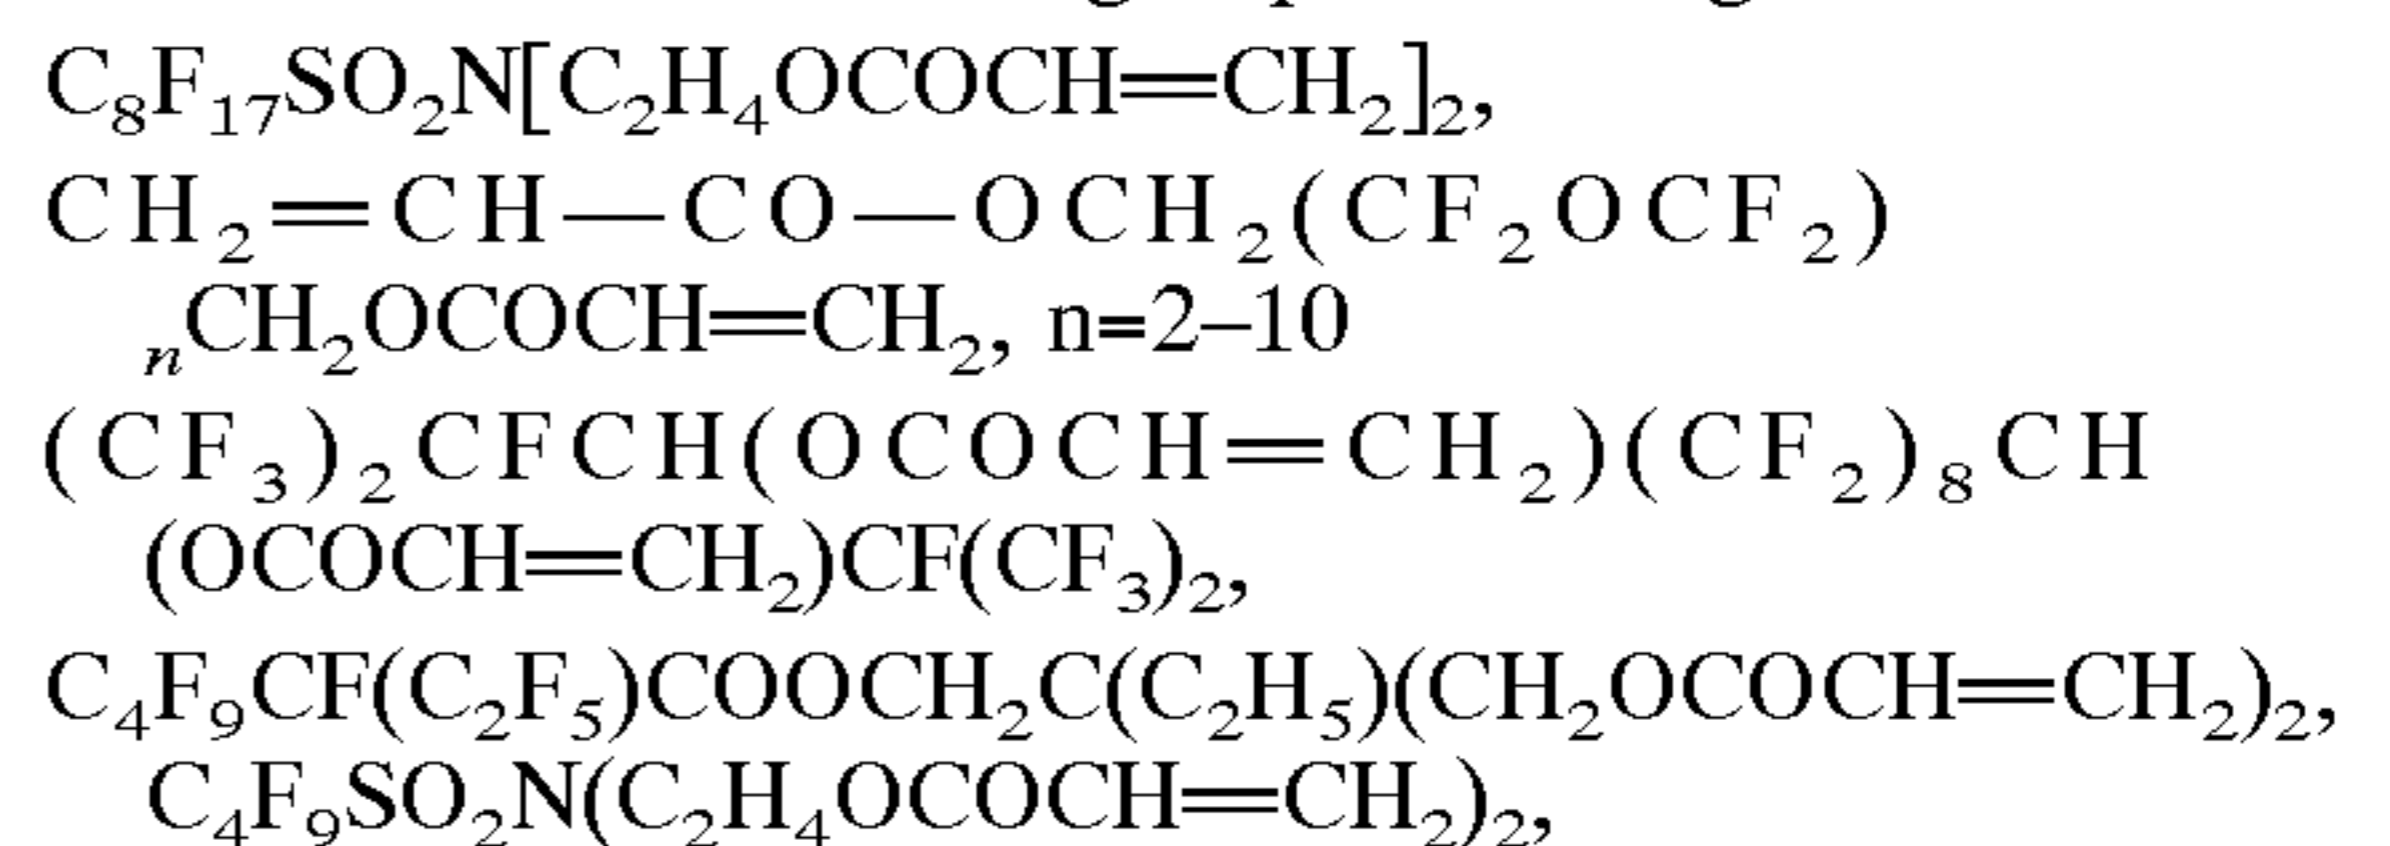 C₈F₁₇SO₂N[C₂H₄OCOCH=CH₂]₂,
CH₂=CH—CO—OCH₂(CF₂OCF₂)
ₙCH₂OCOCH=CH₂, n=2–10
(CF₃)₂CFCH(OCOCH=CH₂)(CF₂)₈CH
(OCOCH=CH₂)CF(CF₃)₂,
C₄F₉CF(C₂F₅)COOCH₂C(C₂H₅)(CH₂OCOCH=CH₂)₂,
C₄F₉SO₂N(C₂H₄OCOCH=CH₂)₂,